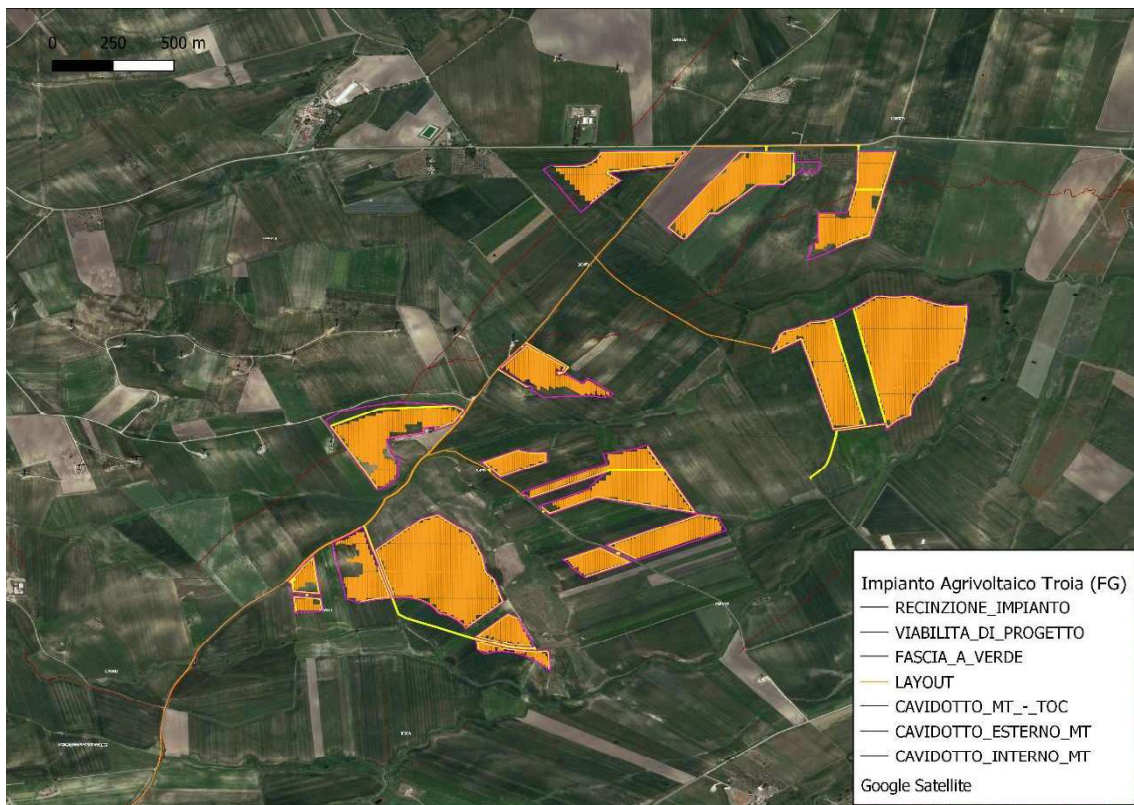 0 250 500 m
Impianto Agrivoltaico Troia (FG)
RECINZIONE_IMPIANTO
VIABILITA_DI_PROGETTO
FASCIA_A_VERDE
LAYOUT
CAVIDOTTO_MT_-_TOC
CAVIDOTTO_ESTERNO_MT
CAVIDOTTO_INTERNO_MT
Google Satellite